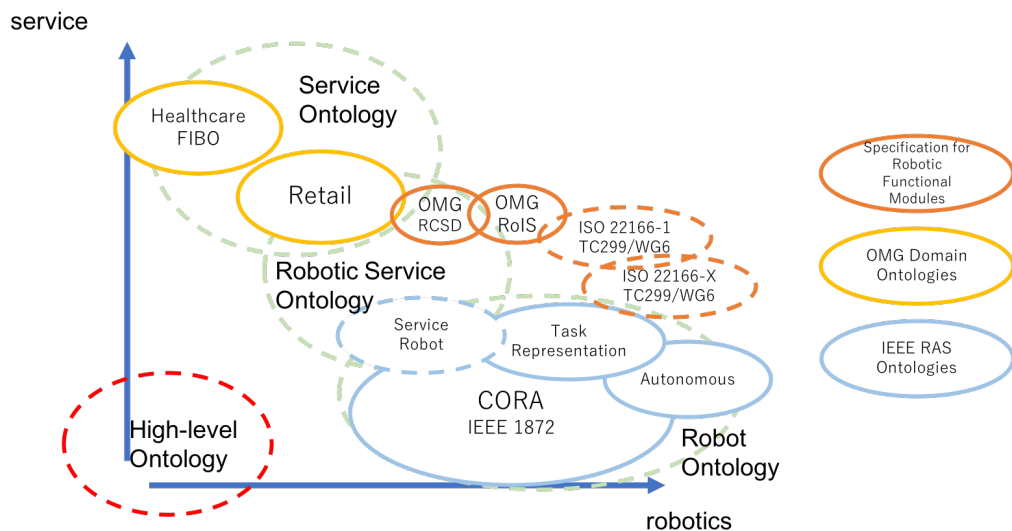 service
Service
Ontology
Healthcare
FIBO
Retail
OMG
RCSD
OMG
RoIS
ISO 22166-1
TC299/WG6
ISO 22166-X
TC299/WG6
Robotic Service
Ontology
Service
Robot
Task
Representation
Autonomous
CORA
IEEE 1872
Robot
Ontology
High-level
Ontology
robotics
Specification for
Robotic
Functional
Modules
OMG Domain
Ontologies
IEEE RAS
Ontologies